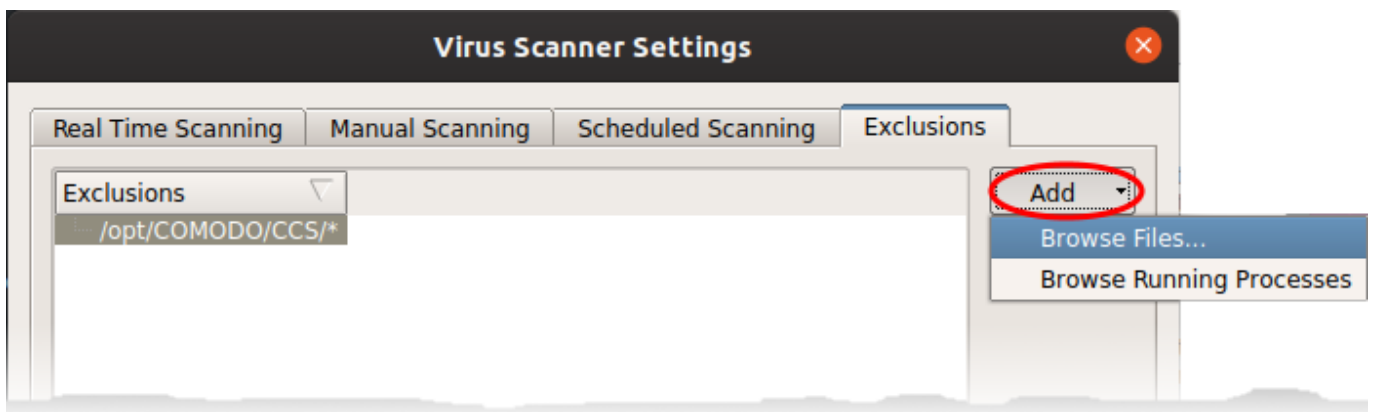 Virus Scanner Settings
Real Time Scanning Manual Scanning Scheduled Scanning Exclusions
Exclusions Add
/opt/COMODO/CCS/*
Browse Files...
Browse Running Processes